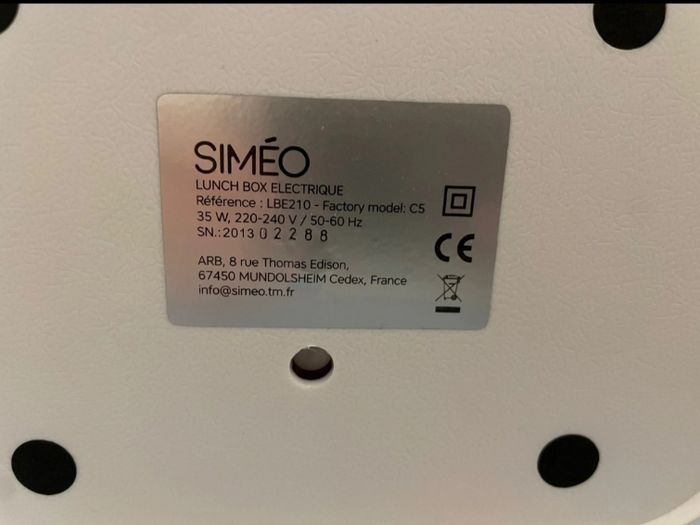 SIMÉO
LUNCH BOX ELECTRIQUE
Référence : LBE210 - Factory model: C5
35 W, 220-240 V / 50-60 Hz
SN.:2013 0 2 2 8 8
ARB, 8 rue Thomas Edison,
67450 MUNDOLSHEIM Cedex, France
info@simeo.tm.fr
CE